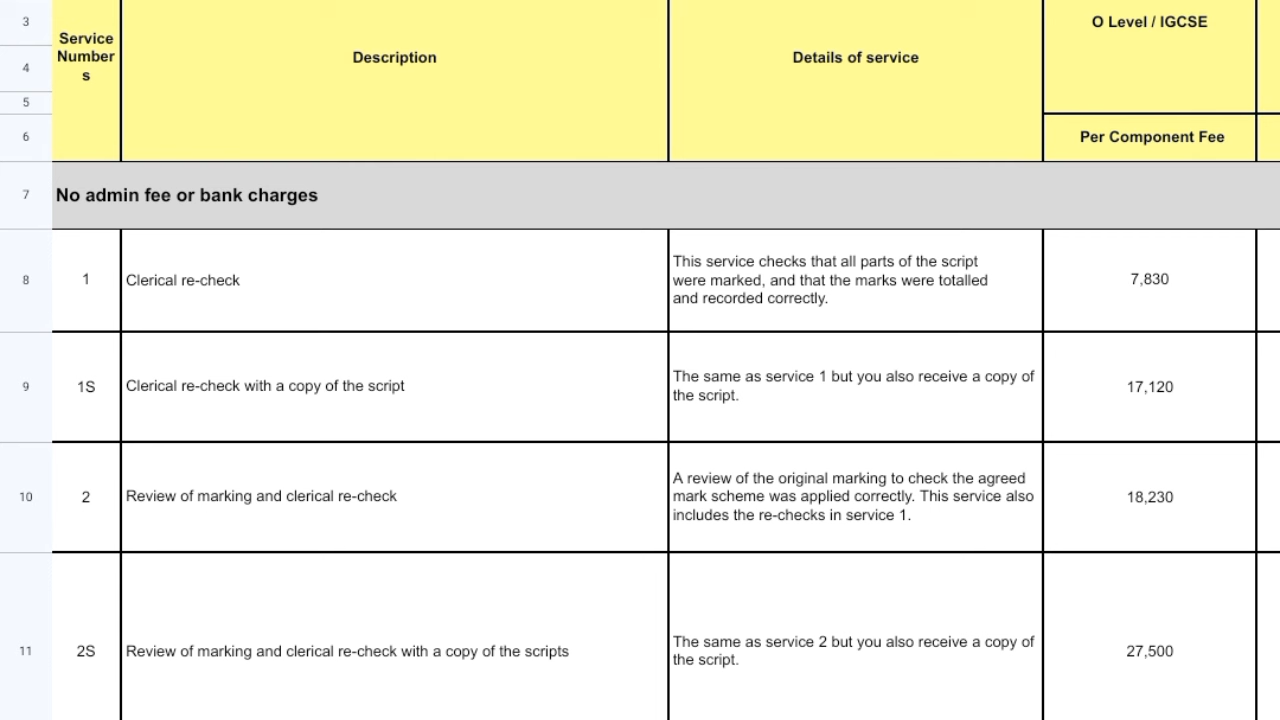 3
O Level / IGCSE
Service
Number
s
Description
Details of service
4
5
6
Per Component Fee
7
No admin fee or bank charges
8
1
Clerical re-check
This service checks that all parts of the script
were marked, and that the marks were totalled
and recorded correctly.
7,830
9
1S
Clerical re-check with a copy of the script
The same as service 1 but you also receive a copy of
the script.
17,120
10
2
Review of marking and clerical re-check
A review of the original marking to check the agreed
mark scheme was applied correctly. This service also
includes the re-checks in service 1.
18,230
11
2S
Review of marking and clerical re-check with a copy of the scripts
The same as service 2 but you also receive a copy of
the script.
27,500